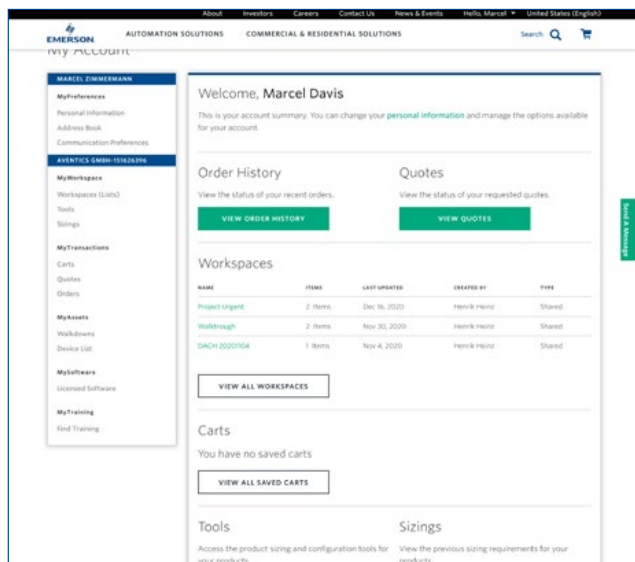 About Investors Careers Contact Us News & Events Hello, Marcel United States (English)
EMERSON AUTOMATION SOLUTIONS COMMERCIAL & RESIDENTIAL SOLUTIONS Search
My Account
MARCEL ZIMMERMANN
MyPreferences
Personal Information
Address Book
Communication Preferences
AVENTICS GMBH-151626396
MyWorkspace
Workspaces (Lists)
Tools
Sizings
MyTransactions
Carts
Quotes
Orders
MyAssets
Walkdowns
Device List
MySoftware
Licensed Software
MyTraining
Find Training
Welcome, Marcel Davis
This is your account summary. You can change your personal information and manage the options available
for your account.
Order History
View the status of your recent orders.
VIEW ORDER HISTORY
Quotes
View the status of your requested quotes.
VIEW QUOTES
Workspaces
NAME ITEMS LAST UPDATED CREATED BY TYPE
Project Urgent 2 Items Dec 16, 2020 Henrik Heinz Shared
Walktrough 2 Items Nov 30, 2020 Henrik Heinz Shared
DACH 20201104 1 Items Nov 4, 2020 Henrik Heinz Shared
VIEW ALL WORKSPACES
Carts
You have no saved carts
VIEW ALL SAVED CARTS
Tools
Access the product sizing and configuration tools for
your products.
Sizings
View the previous sizing requirements for your
products.
Send A Message